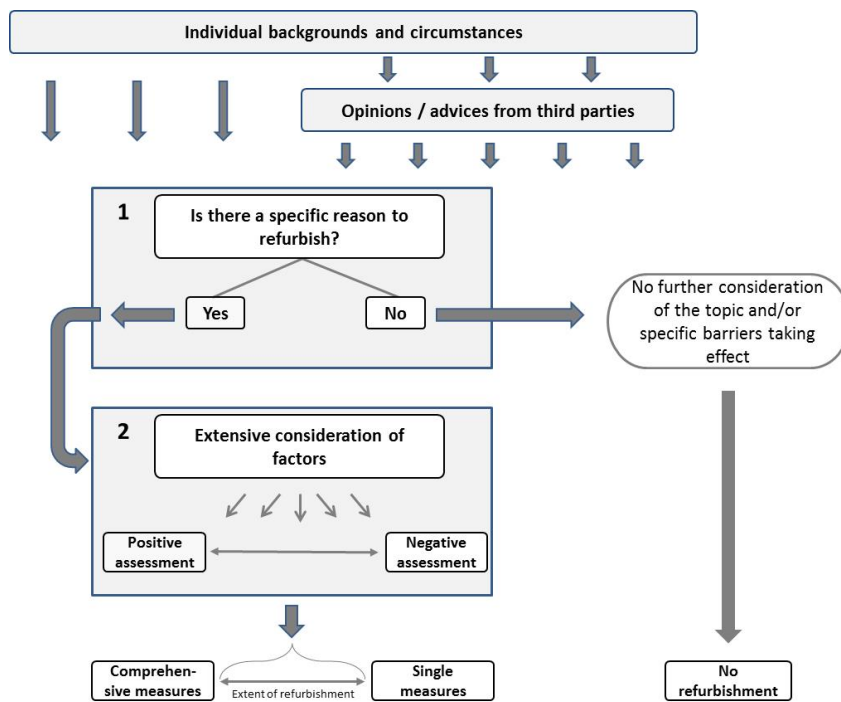 Individual backgrounds and circumstances
Opinions / advices from third parties
1
Is there a specific reason to
refurbish?
Yes
No
No further consideration
of the topic and/or
specific barriers taking
effect
2
Extensive consideration of
factors
Positive
assessment
Negative
assessment
Comprehen-
sive measures
Extent of refurbishment
Single
measures
No
refurbishment